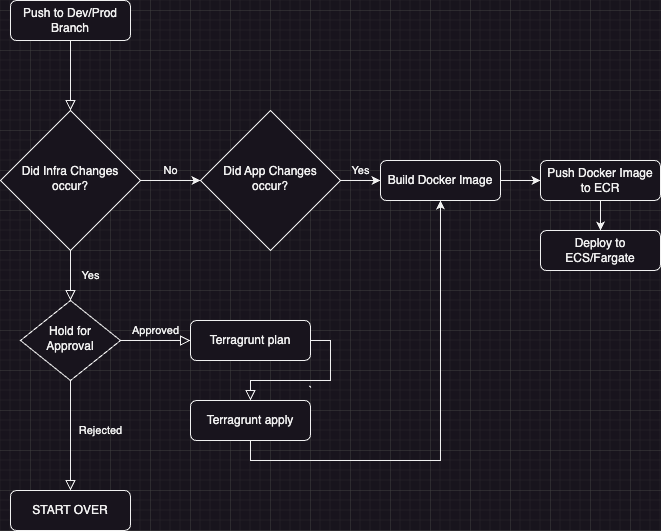 Push to Dev/Prod
Branch
Did Infra Changes
occur?
No
Did App Changes
occur?
Yes
Build Docker Image
Push Docker Image
to ECR
Deploy to
ECS/Fargate
Yes
Hold for
Approval
Approved
Terragrunt plan
Terragrunt apply
Rejected
START OVER